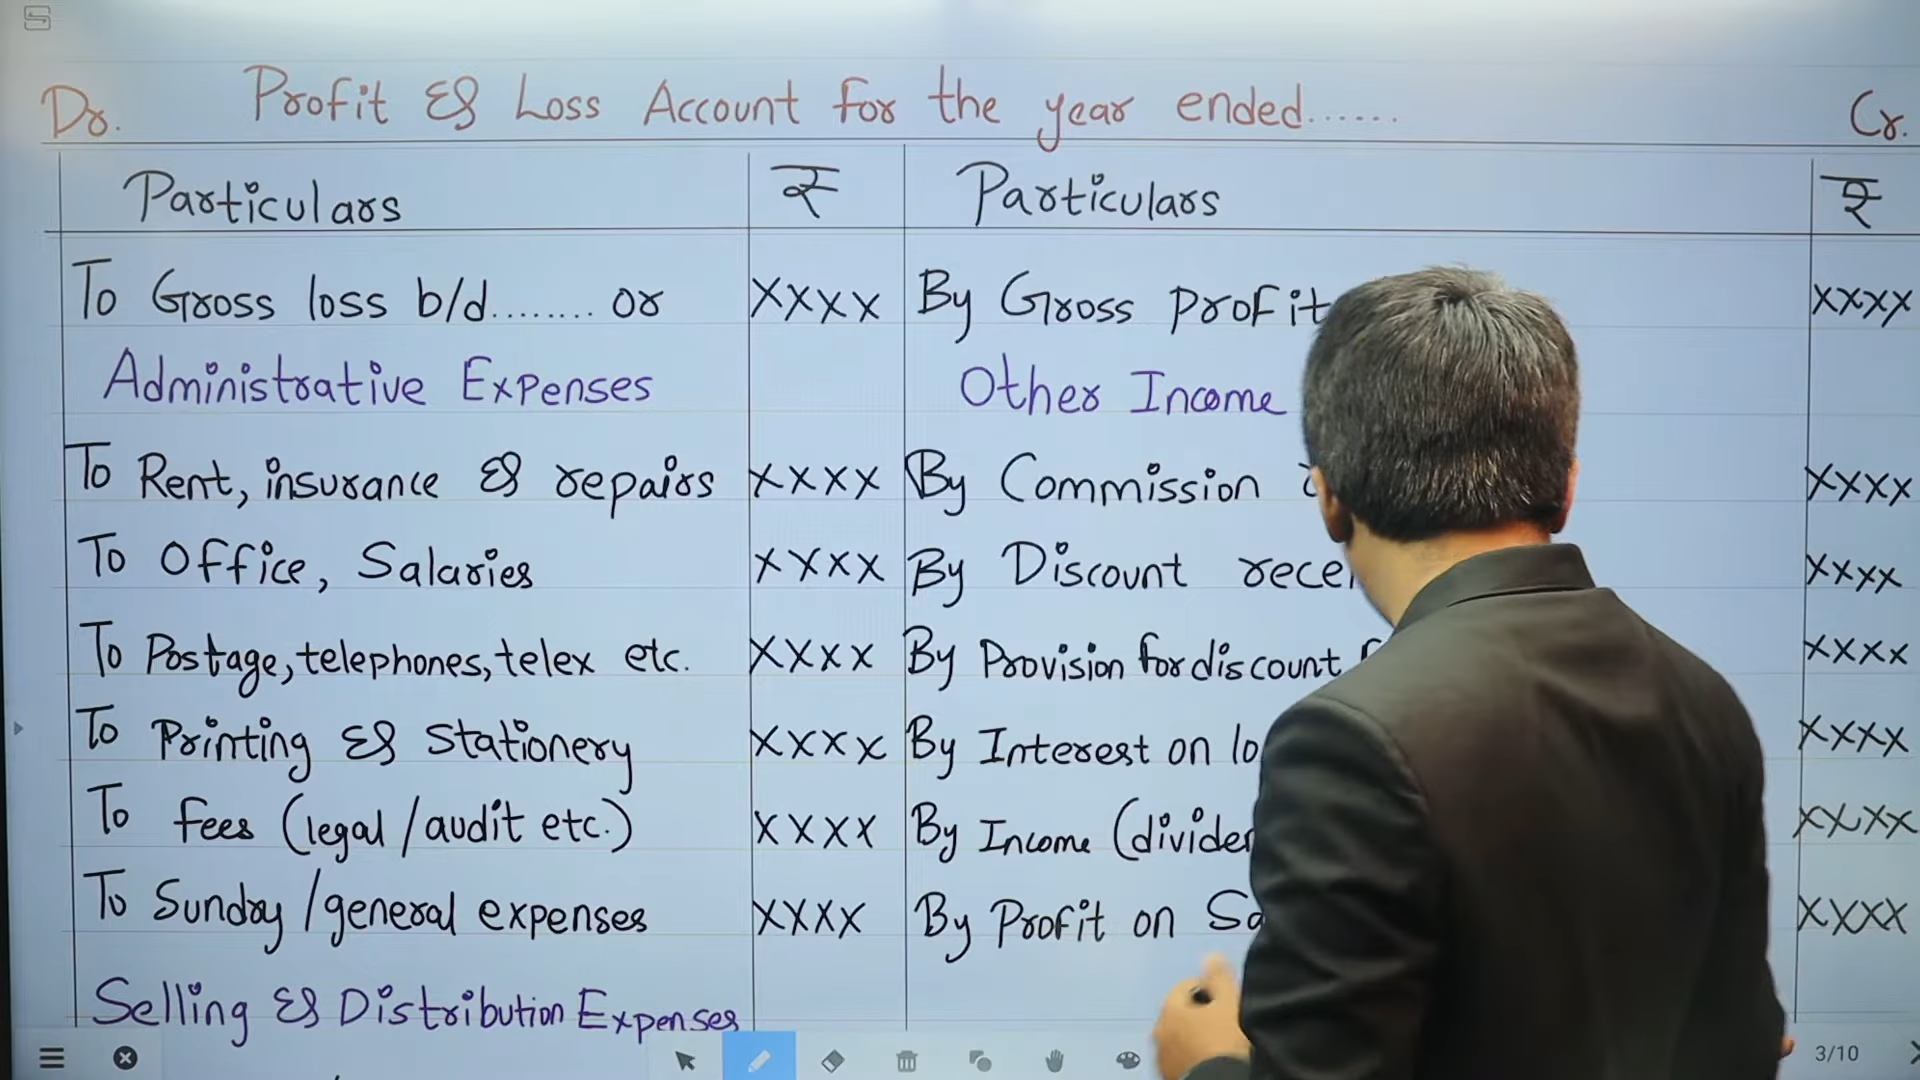 Dr. Profit & Loss Account for the year ended...... Cr.
Particulars ₹ Particulars ₹
To Gross loss b/d........ or xxxx By Gross profit xxxx
Administrative Expenses Other Income
To Rent, insurance & repairs xxxx By Commission xxxx
To Office, Salaries xxxx By Discount xxxx
To Postage, telephones, telex etc. xxxx By Provision for discount xxxx
To Printing & Stationery xxxx By Interest on xxxx
To fees (legal/audit etc.) xxxx By Income xxxx
To Sundry/general expenses xxxx By Profit on xxxx
Selling & Distribution Expenses
3/10